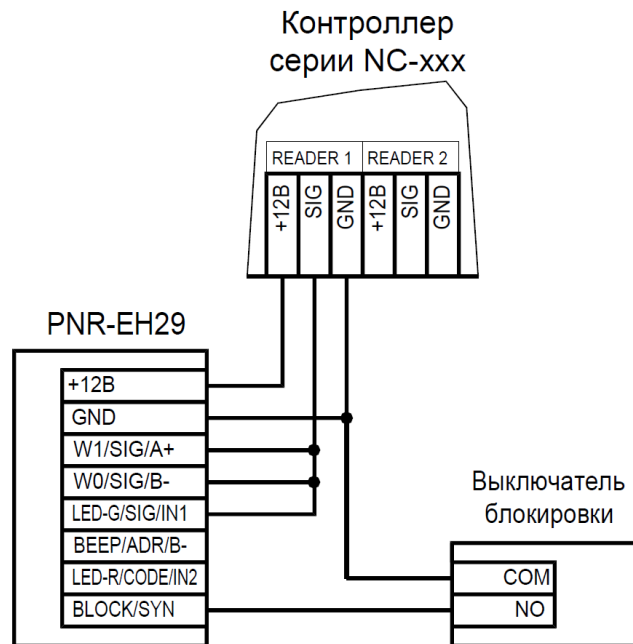 Контроллер
серии NC-xxx
READER 1 READER 2
+12В SIG GND +12В SIG GND
PNR-EH29
+12В
GND
W1/SIG/A+
W0/SIG/B-
LED-G/SIG/IN1
BEEP/ADR/B-
LED-R/CODE/IN2
BLOCK/SYN
Выключатель
блокировки
COM
NO